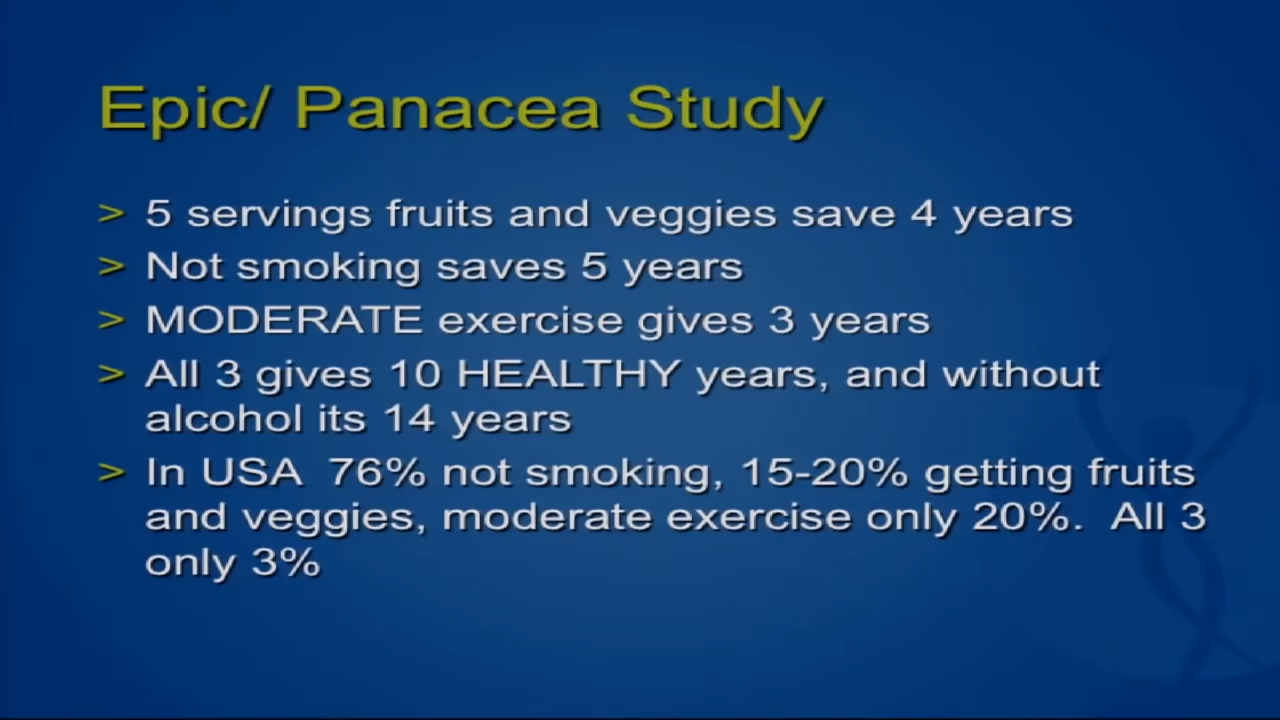 Epic/ Panacea Study
> 5 servings fruits and veggies save 4 years
> Not smoking saves 5 years
> MODERATE exercise gives 3 years
> All 3 gives 10 HEALTHY years, and without
alcohol its 14 years
> In USA  76% not smoking, 15-20% getting fruits
and veggies, moderate exercise only 20%.  All 3
only 3%